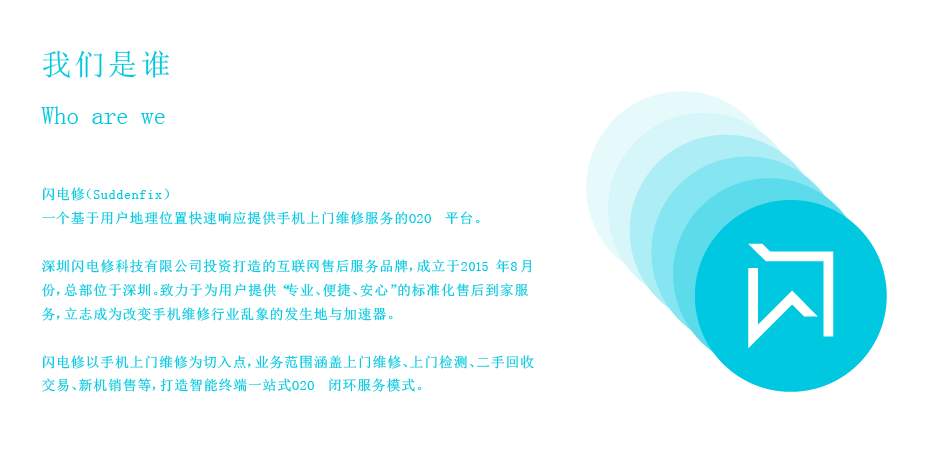 我们是谁
Who are we
闪电修(Suddenfix)
一个基于用户地理位置快速响应提供手机上门维修服务的O2O 平台。
深圳闪电修科技有限公司投资打造的互联网售后服务品牌,成立于2015 年8月
份,总部位于深圳。致力于为用户提供“专业、便捷、安心”的标准化售后到家服
务,立志成为改变手机维修行业乱象的发生地与加速器。
闪电修以手机上门维修为切入点,业务范围涵盖上门维修、上门检测、二手回收
交易、新机销售等,打造智能终端一站式O2O 闭环服务模式。